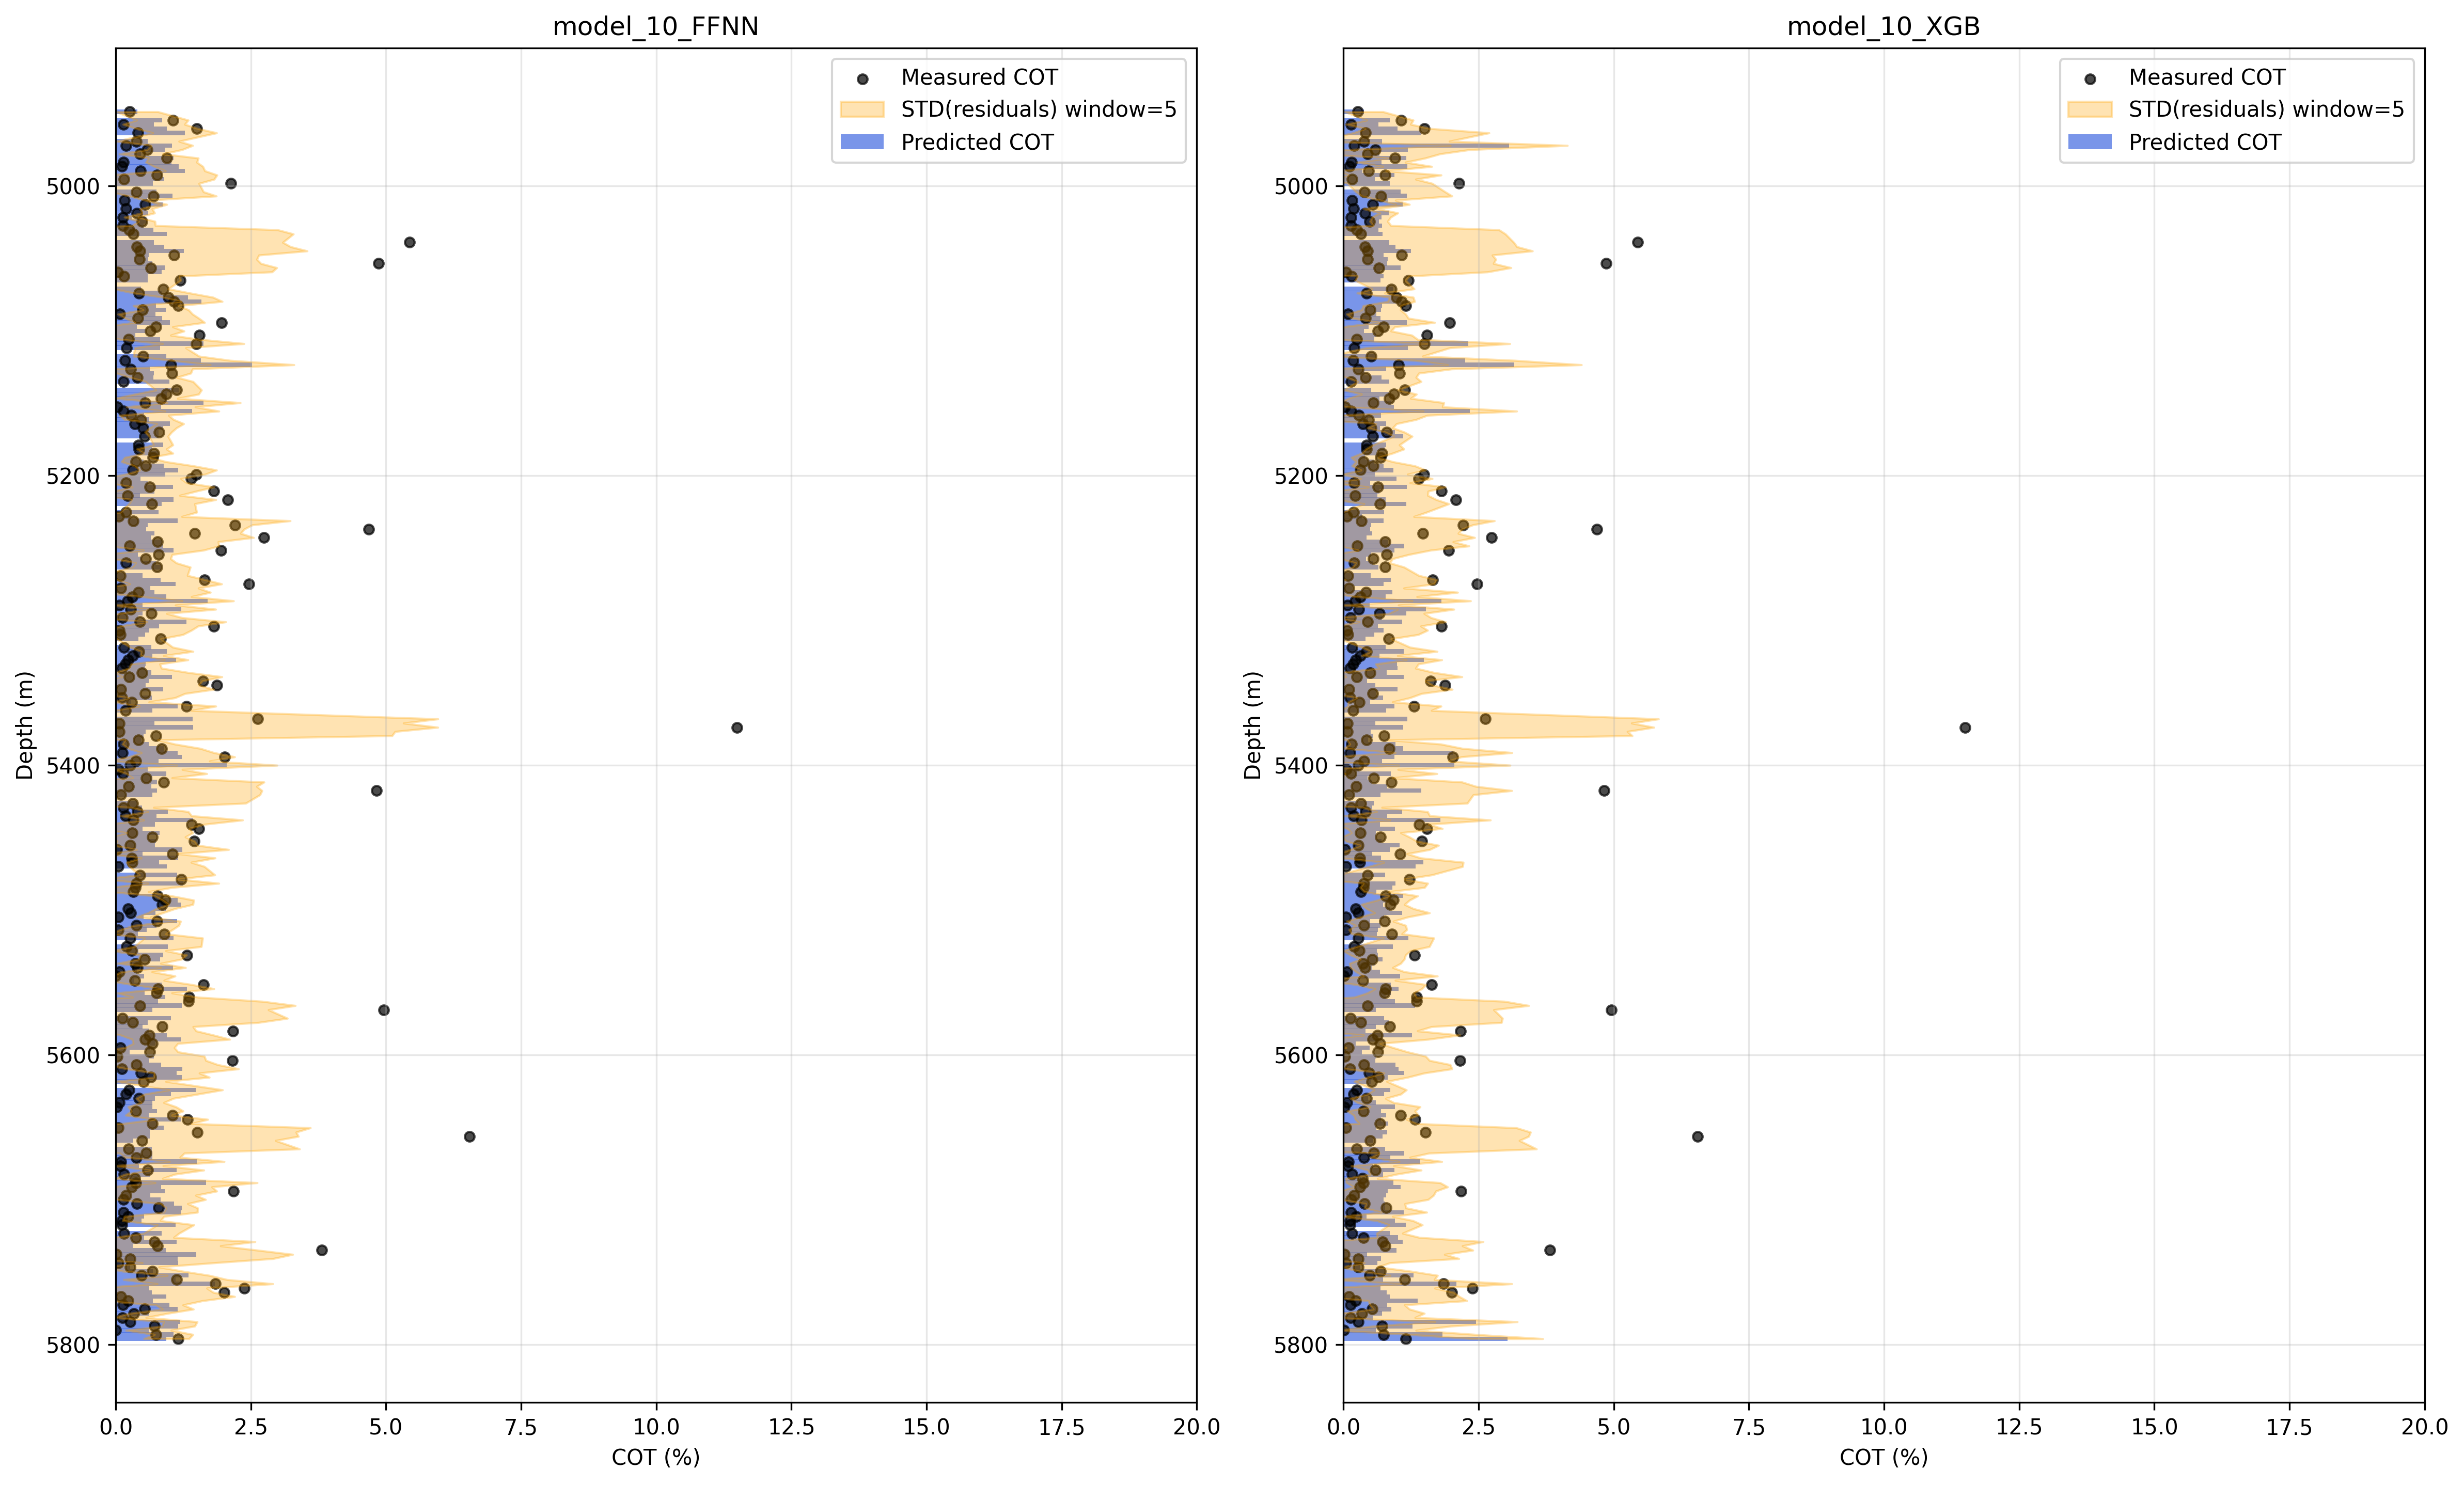 model_10_FFNN
Measured COT
STD(residuals) window=5
Predicted COT
5000
5200
5400
5600
5800
Depth (m)
0.0 2.5 5.0 7.5 10.0 12.5 15.0 17.5 20.0
COT (%)
model_10_XGB
Measured COT
STD(residuals) window=5
Predicted COT
5000
5200
5400
5600
5800
Depth (m)
0.0 2.5 5.0 7.5 10.0 12.5 15.0 17.5 20.0
COT (%)